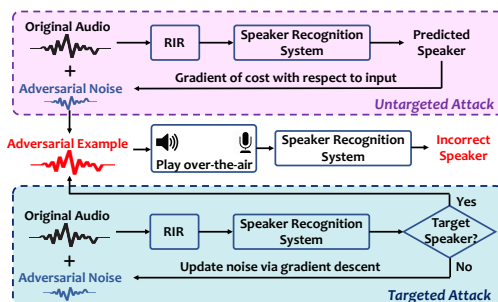 Original Audio
RIR
Speaker Recognition
System
Predicted
Speaker
+
Gradient of cost with respect to input
Adversarial Noise
Untargeted Attack
Adversarial Example
Play over-the-air
Speaker Recognition
System
Incorrect
Speaker
Yes
Original Audio
RIR
Speaker Recognition
System
Target
Speaker?
+
Update noise via gradient descent
No
Adversarial Noise
Targeted Attack